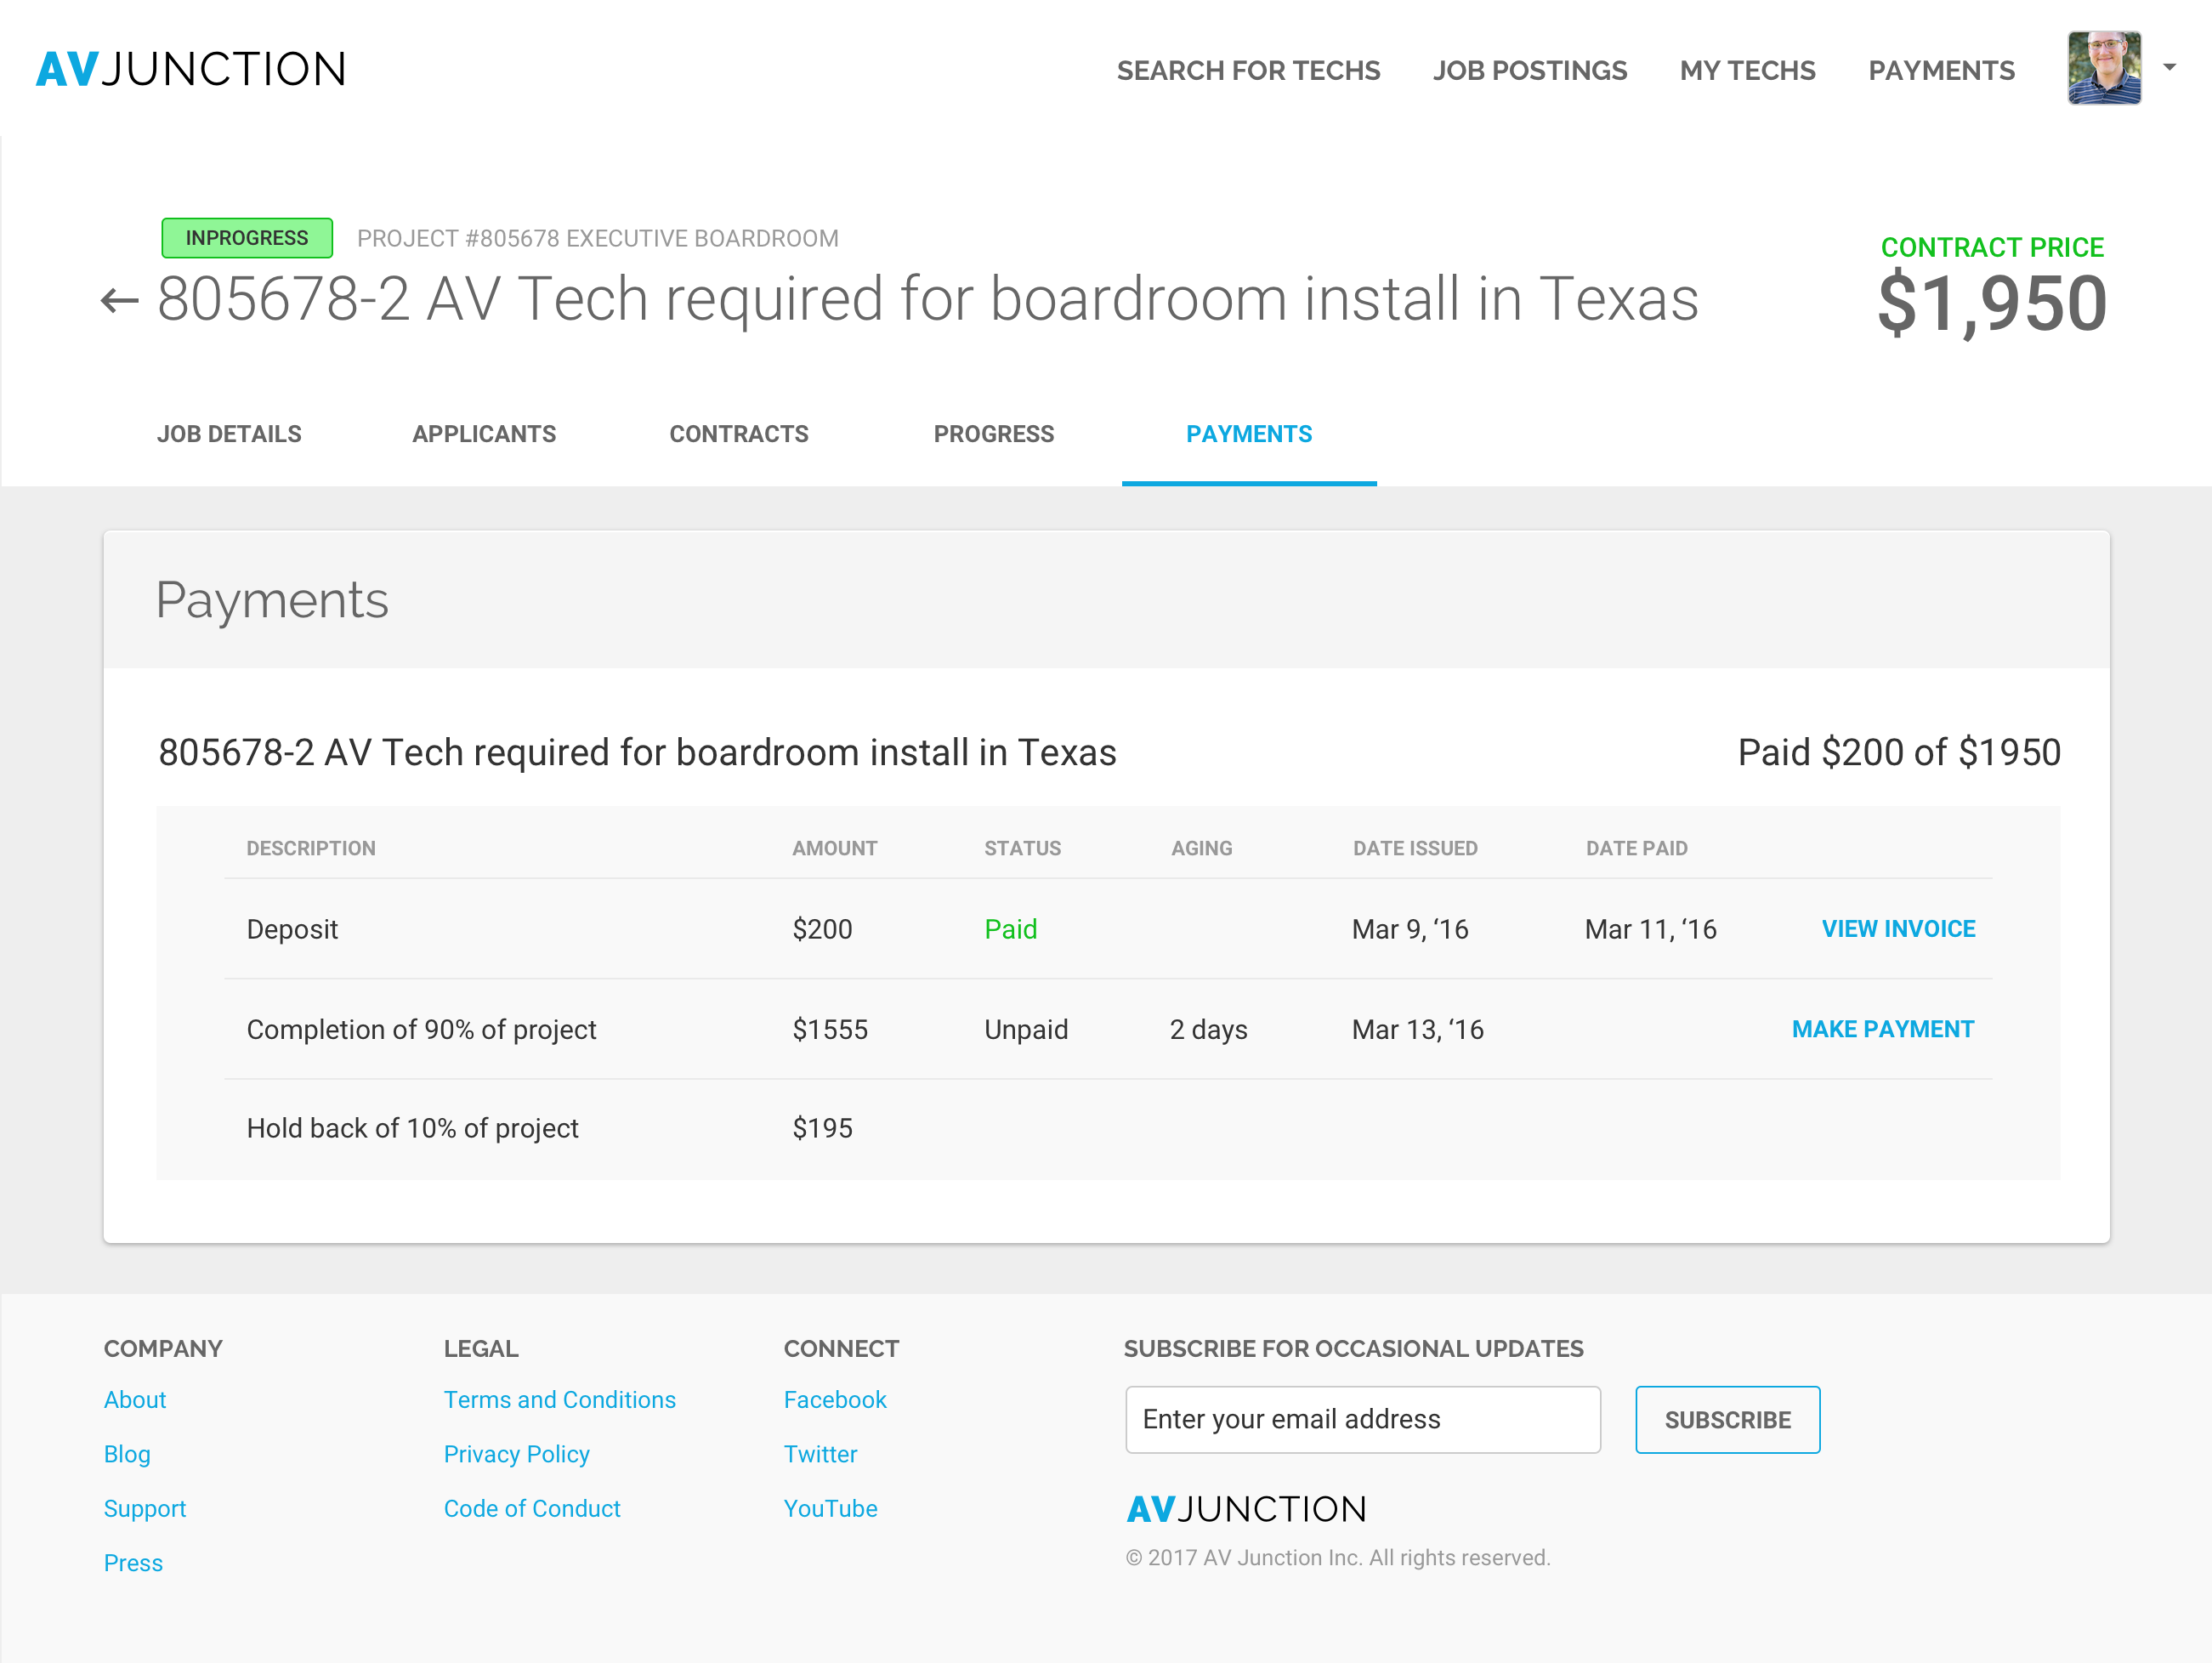 AVJUNCTION
SEARCH FOR TECHS JOB POSTINGS MY TECHS PAYMENTS
INPROGRESS PROJECT #805678 EXECUTIVE BOARDROOM
805678-2 AV Tech required for boardroom install in Texas
CONTRACT PRICE
$1,950
JOB DETAILS APPLICANTS CONTRACTS PROGRESS PAYMENTS
Payments
805678-2 AV Tech required for boardroom install in Texas Paid $200 of $1950
DESCRIPTION AMOUNT STATUS AGING DATE ISSUED DATE PAID
Deposit $200 Paid Mar 9, ‘16 Mar 11, ‘16 VIEW INVOICE
Completion of 90% of project $1555 Unpaid 2 days Mar 13, ‘16 MAKE PAYMENT
Hold back of 10% of project $195
COMPANY
About
Blog
Support
Press
LEGAL
Terms and Conditions
Privacy Policy
Code of Conduct
CONNECT
Facebook
Twitter
YouTube
SUBSCRIBE FOR OCCASIONAL UPDATES
Enter your email address SUBSCRIBE
AVJUNCTION
© 2017 AV Junction Inc. All rights reserved.